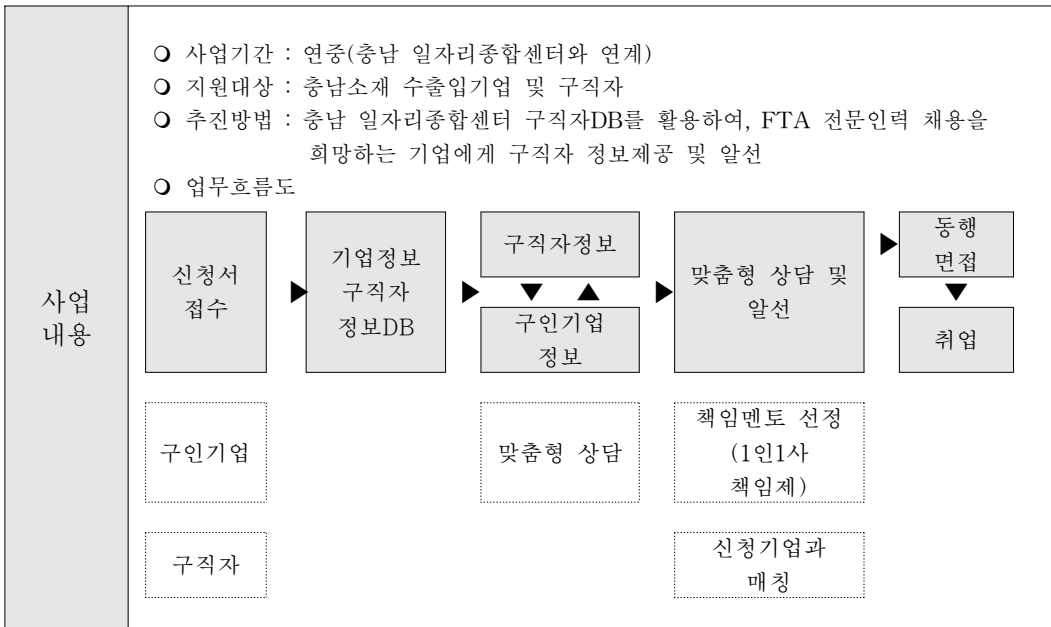 사업
내용
❍ 사업기간 : 연중(충남 일자리종합센터와 연계)
❍ 지원대상 : 충남소재 수출입기업 및 구직자
❍ 추진방법 : 충남 일자리종합센터 구직자DB를 활용하여, FTA 전문인력 채용을
희망하는 기업에게 구직자 정보제공 및 알선
❍ 업무흐름도
신청서
접수
▶
기업정보
구직자
정보DB
▶
구직자정보
▼ ▲
구인기업
정보
▶
맞춤형 상담 및
알선
▶
동행
면접
▼
취업
구인기업
맞춤형 상담
책임멘토 선정
(1인1사
책임제)
구직자
신청기업과
매칭